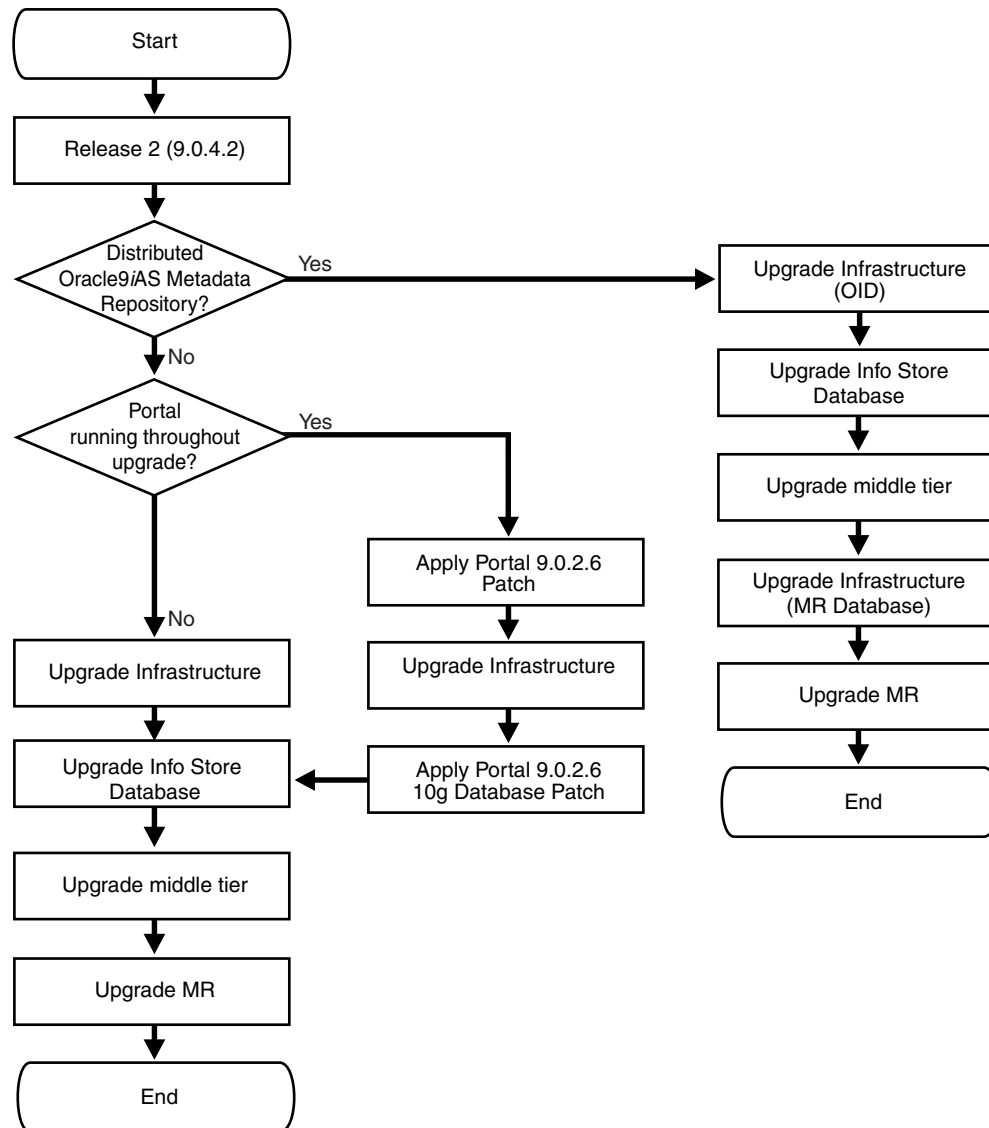 Start
Release 2 (9.0.4.2)
Distributed
Oracle9iAS Metadata
Repository?
Yes
No
Portal
running throughout
upgrade?
Yes
No
Upgrade Infrastructure
Upgrade Info Store
Database
Upgrade middle tier
Upgrade MR
End
Apply Portal 9.0.2.6
Patch
Upgrade Infrastructure
Apply Portal 9.0.2.6
10g Database Patch
Upgrade Infrastructure
(OID)
Upgrade Info Store
Database
Upgrade middle tier
Upgrade Infrastructure
(MR Database)
Upgrade MR
End